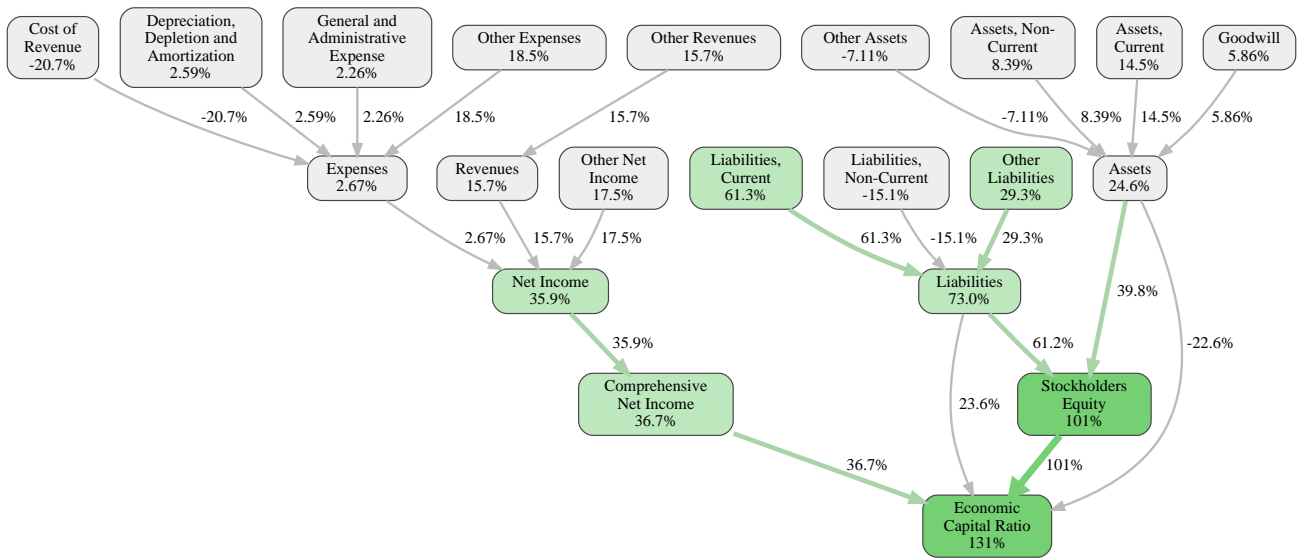 Cost of
Revenue
-20.7%
Depreciation,
Depletion and
Amortization
2.59%
General and
Administrative
Expense
2.26%
Other Expenses
18.5%
Other Revenues
15.7%
Other Assets
-7.11%
Assets, Non-
Current
8.39%
Assets,
Current
14.5%
Goodwill
5.86%
-20.7%
2.59%
2.26%
18.5%
15.7%
-7.11%
8.39%
14.5%
5.86%
Expenses
2.67%
Revenues
15.7%
Other Net
Income
17.5%
Liabilities,
Current
61.3%
Liabilities,
Non-Current
-15.1%
Other
Liabilities
29.3%
Assets
24.6%
2.67%
15.7%
17.5%
61.3%
-15.1%
29.3%
Net Income
35.9%
Liabilities
73.0%
39.8%
35.9%
61.2%
-22.6%
Comprehensive
Net Income
36.7%
23.6%
Stockholders
Equity
101%
36.7%
101%
Economic
Capital Ratio
131%